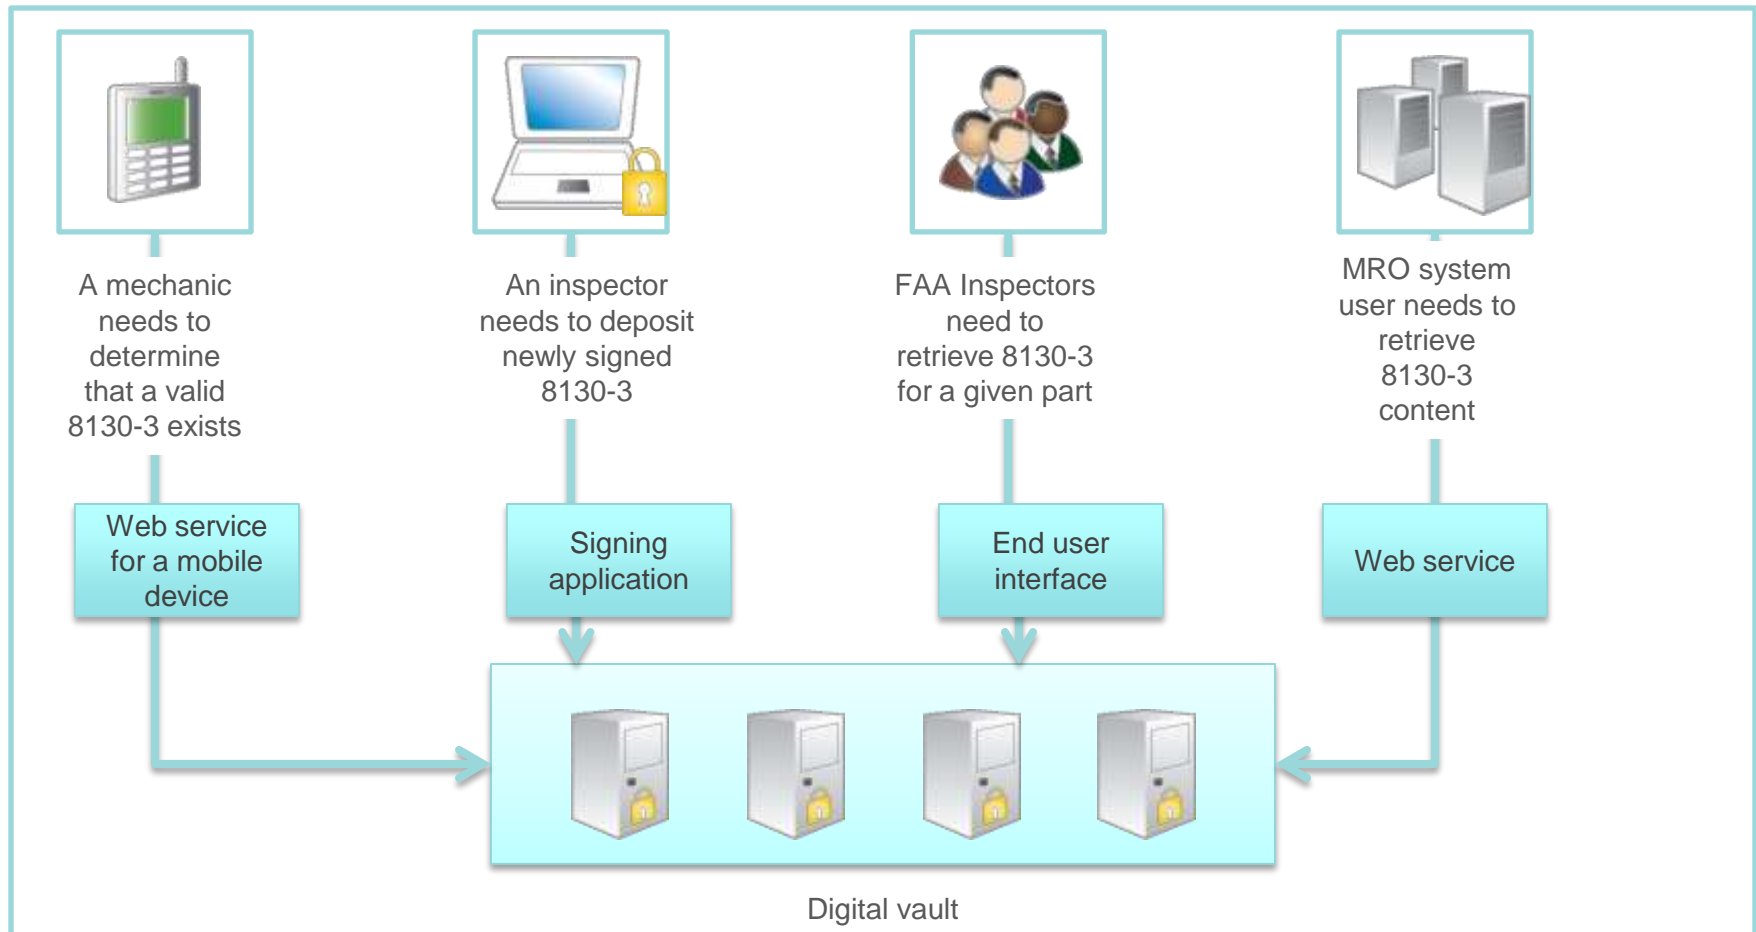 A mechanic
needs to
determine
that a valid
8130-3 exists
An inspector
needs to deposit
newly signed
8130-3
FAA Inspectors
need to
retrieve 8130-3
for a given part
MRO system
user needs to
retrieve
8130-3
content
Web service
for a mobile
device
Signing
application
End user
interface
Web service
Digital vault